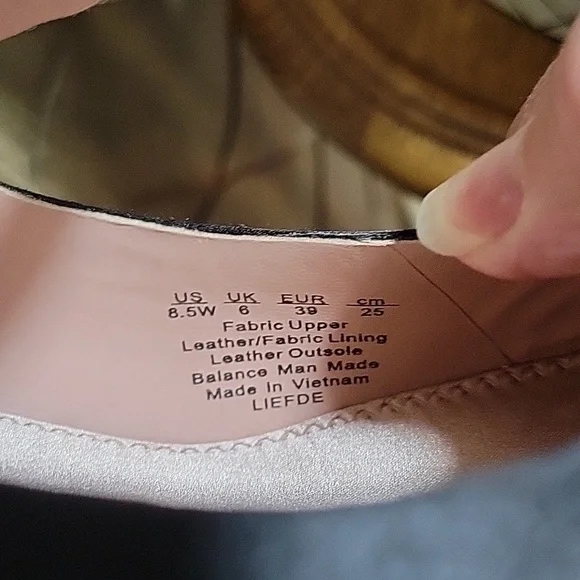 US UK EUR cm
8.5W 6 39 25
Fabric Upper
Leather/Fabric Lining
Leather Outsole
Balance Man Made
Made In Vietnam
LIEFDE